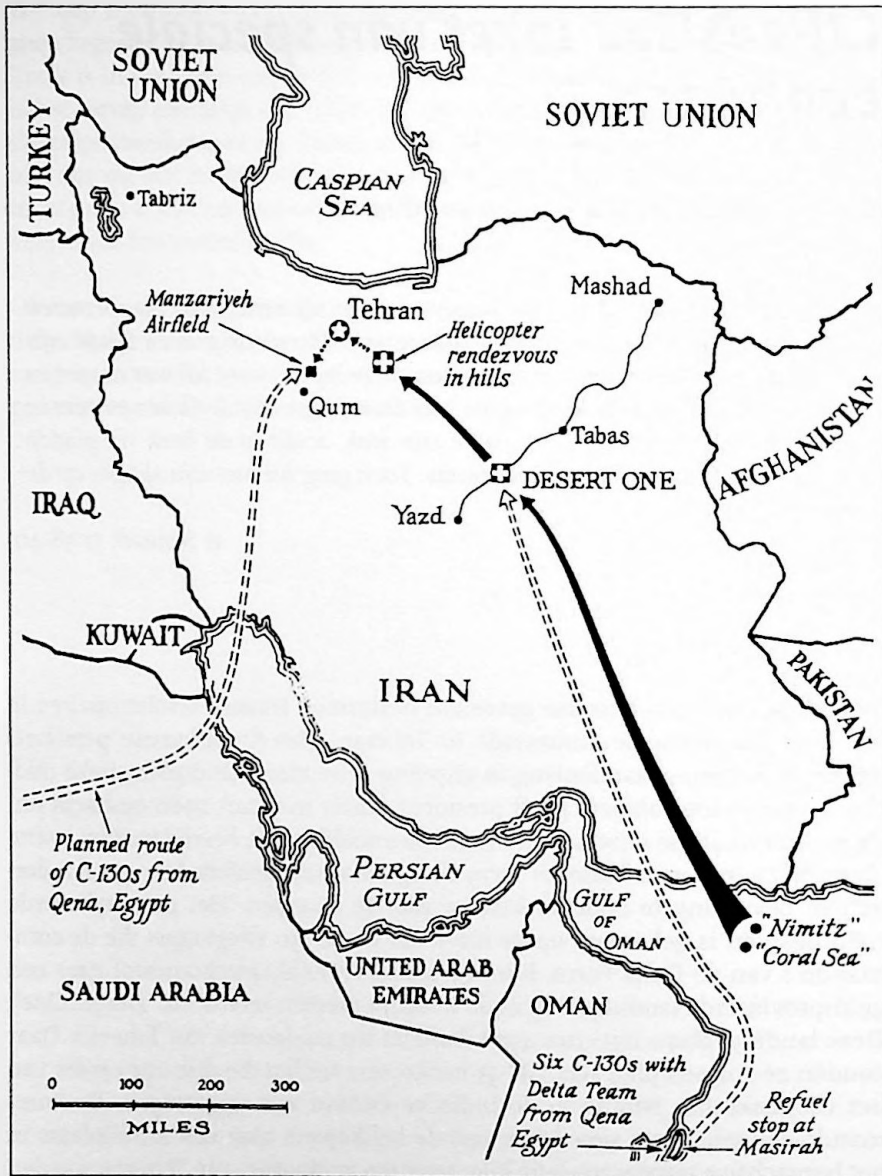 SOVIET
UNION
SOVIET UNION
TURKEY
Tabriz
CASPIAN
SEA
Mashad
Manzariyeh
Airfield
Tehran
Helicopter
rendezvous
in hills
Qum
Tabas
AFGHANISTAN
DESERT ONE
IRAQ
Yazd
KUWAIT
IRAN
PAKISTAN
Planned route
of C-130s from
Qena, Egypt
PERSIAN
GULF
GULF
OF
OMAN
"Nimitz"
"Coral Sea"
UNITED ARAB
EMIRATES
SAUDI ARABIA
OMAN
Six C-130s with
Delta Team
from Qena
Egypt
Refuel
stop at
Masirah
0 100 200 300
MILES